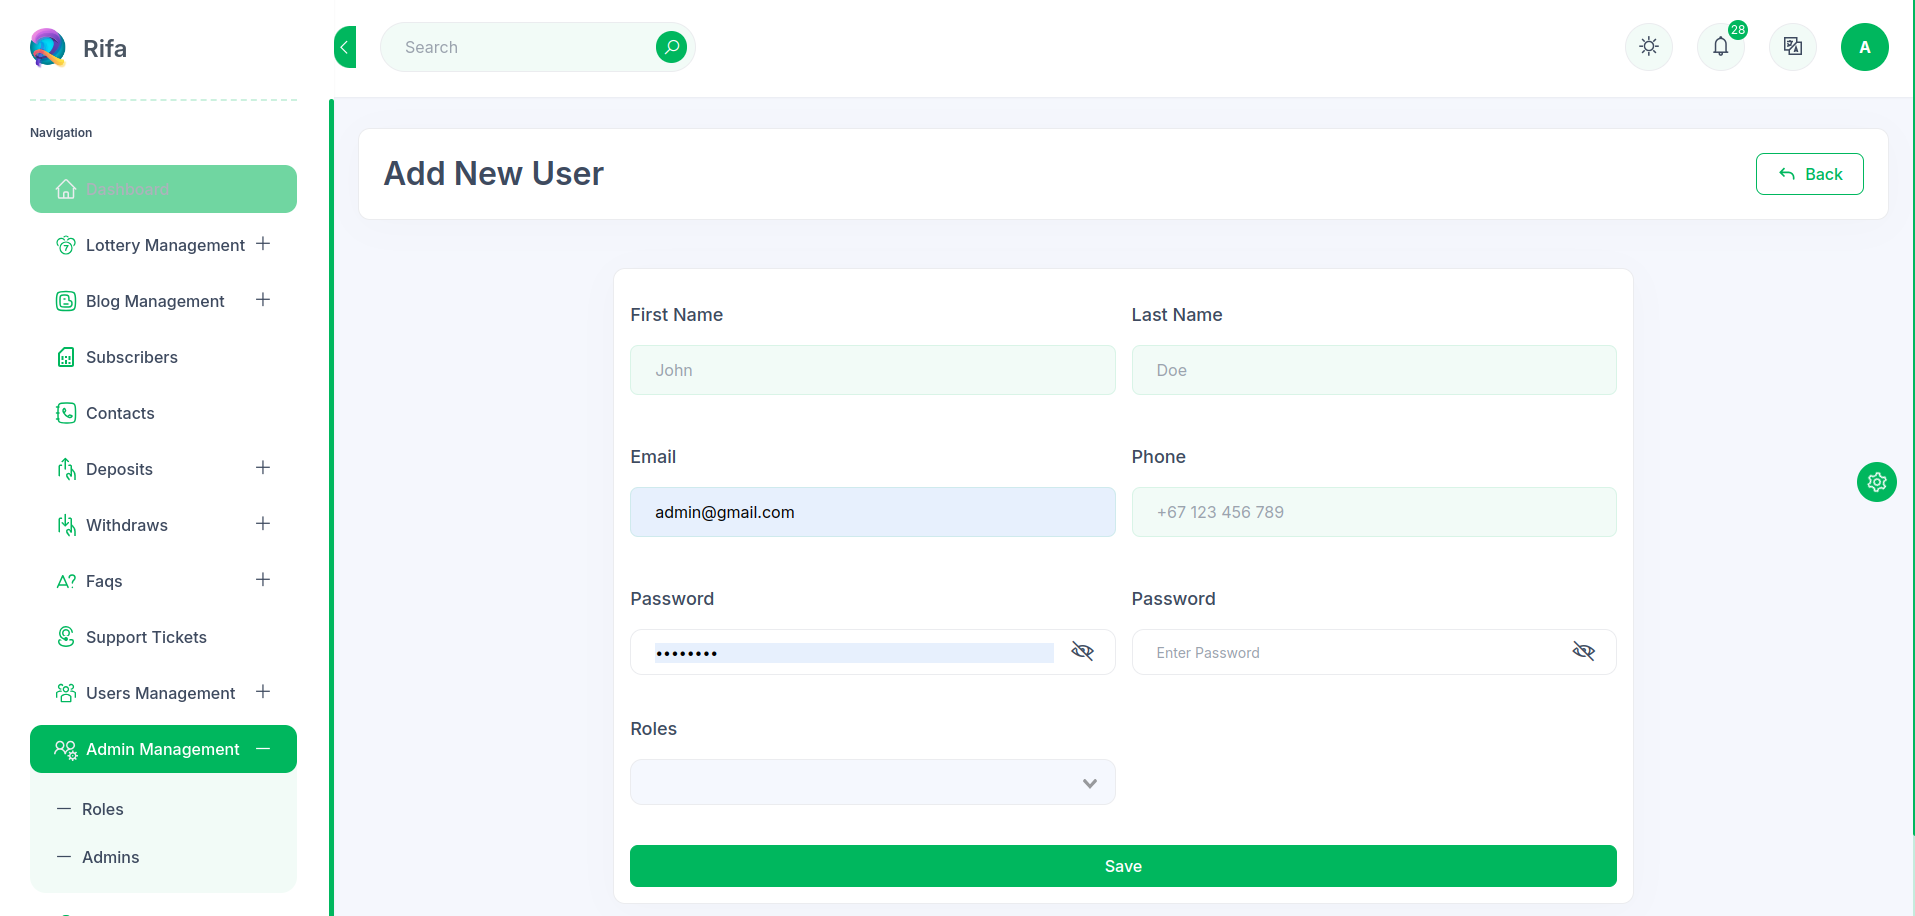 Rifa
Search
28
A
Navigation
Dashboard
Lottery Management
Blog Management
Subscribers
Contacts
Deposits
Withdraws
Faqs
Support Tickets
Users Management
Admin Management
Roles
Admins
Add New User
Back
First Name
Last Name
John
Doe
Email
Phone
admin@gmail.com
+67 123 456 789
Password
Password
••••••••
Enter Password
Roles
Save